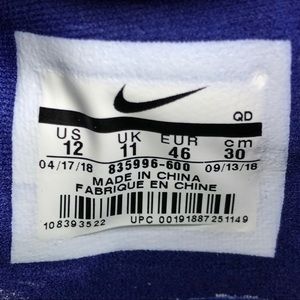 QD
US UK EUR cm
12 11 46 30
04/17/18 835996-600 09/13/18
MADE IN CHINA
FABRIQUE EN CHINE
108393522 UPC 00191887251149